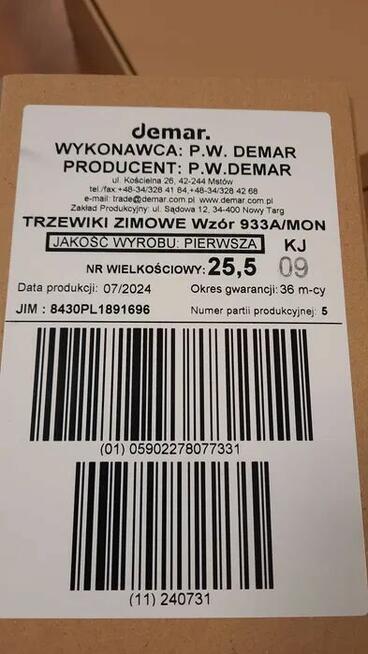 demar.
WYKONAWCA: P.W. DEMAR
PRODUCENT: P.W.DEMAR
ul. Kościelna 26, 42-244 Mstów
tel./fax:+48-34/328 41 84,+48-34/328 42 68
e-mail: trade@demar.com.pl www.demar.com.pl
Zakład Produkcyjny: ul. Sądowa 12, 34-400 Nowy Targ
TRZEWIKI ZIMOWE Wzór 933A/MON
JAKOŚĆ WYROBU: PIERWSZA KJ
NR WIELKOŚCIOWY: 25,5 09
Data produkcji: 07/2024 Okres gwarancji: 36 m-cy
JIM : 8430PL1891696 Numer partii produkcyjnej: 5
(01) 05902278077331
(11) 240731